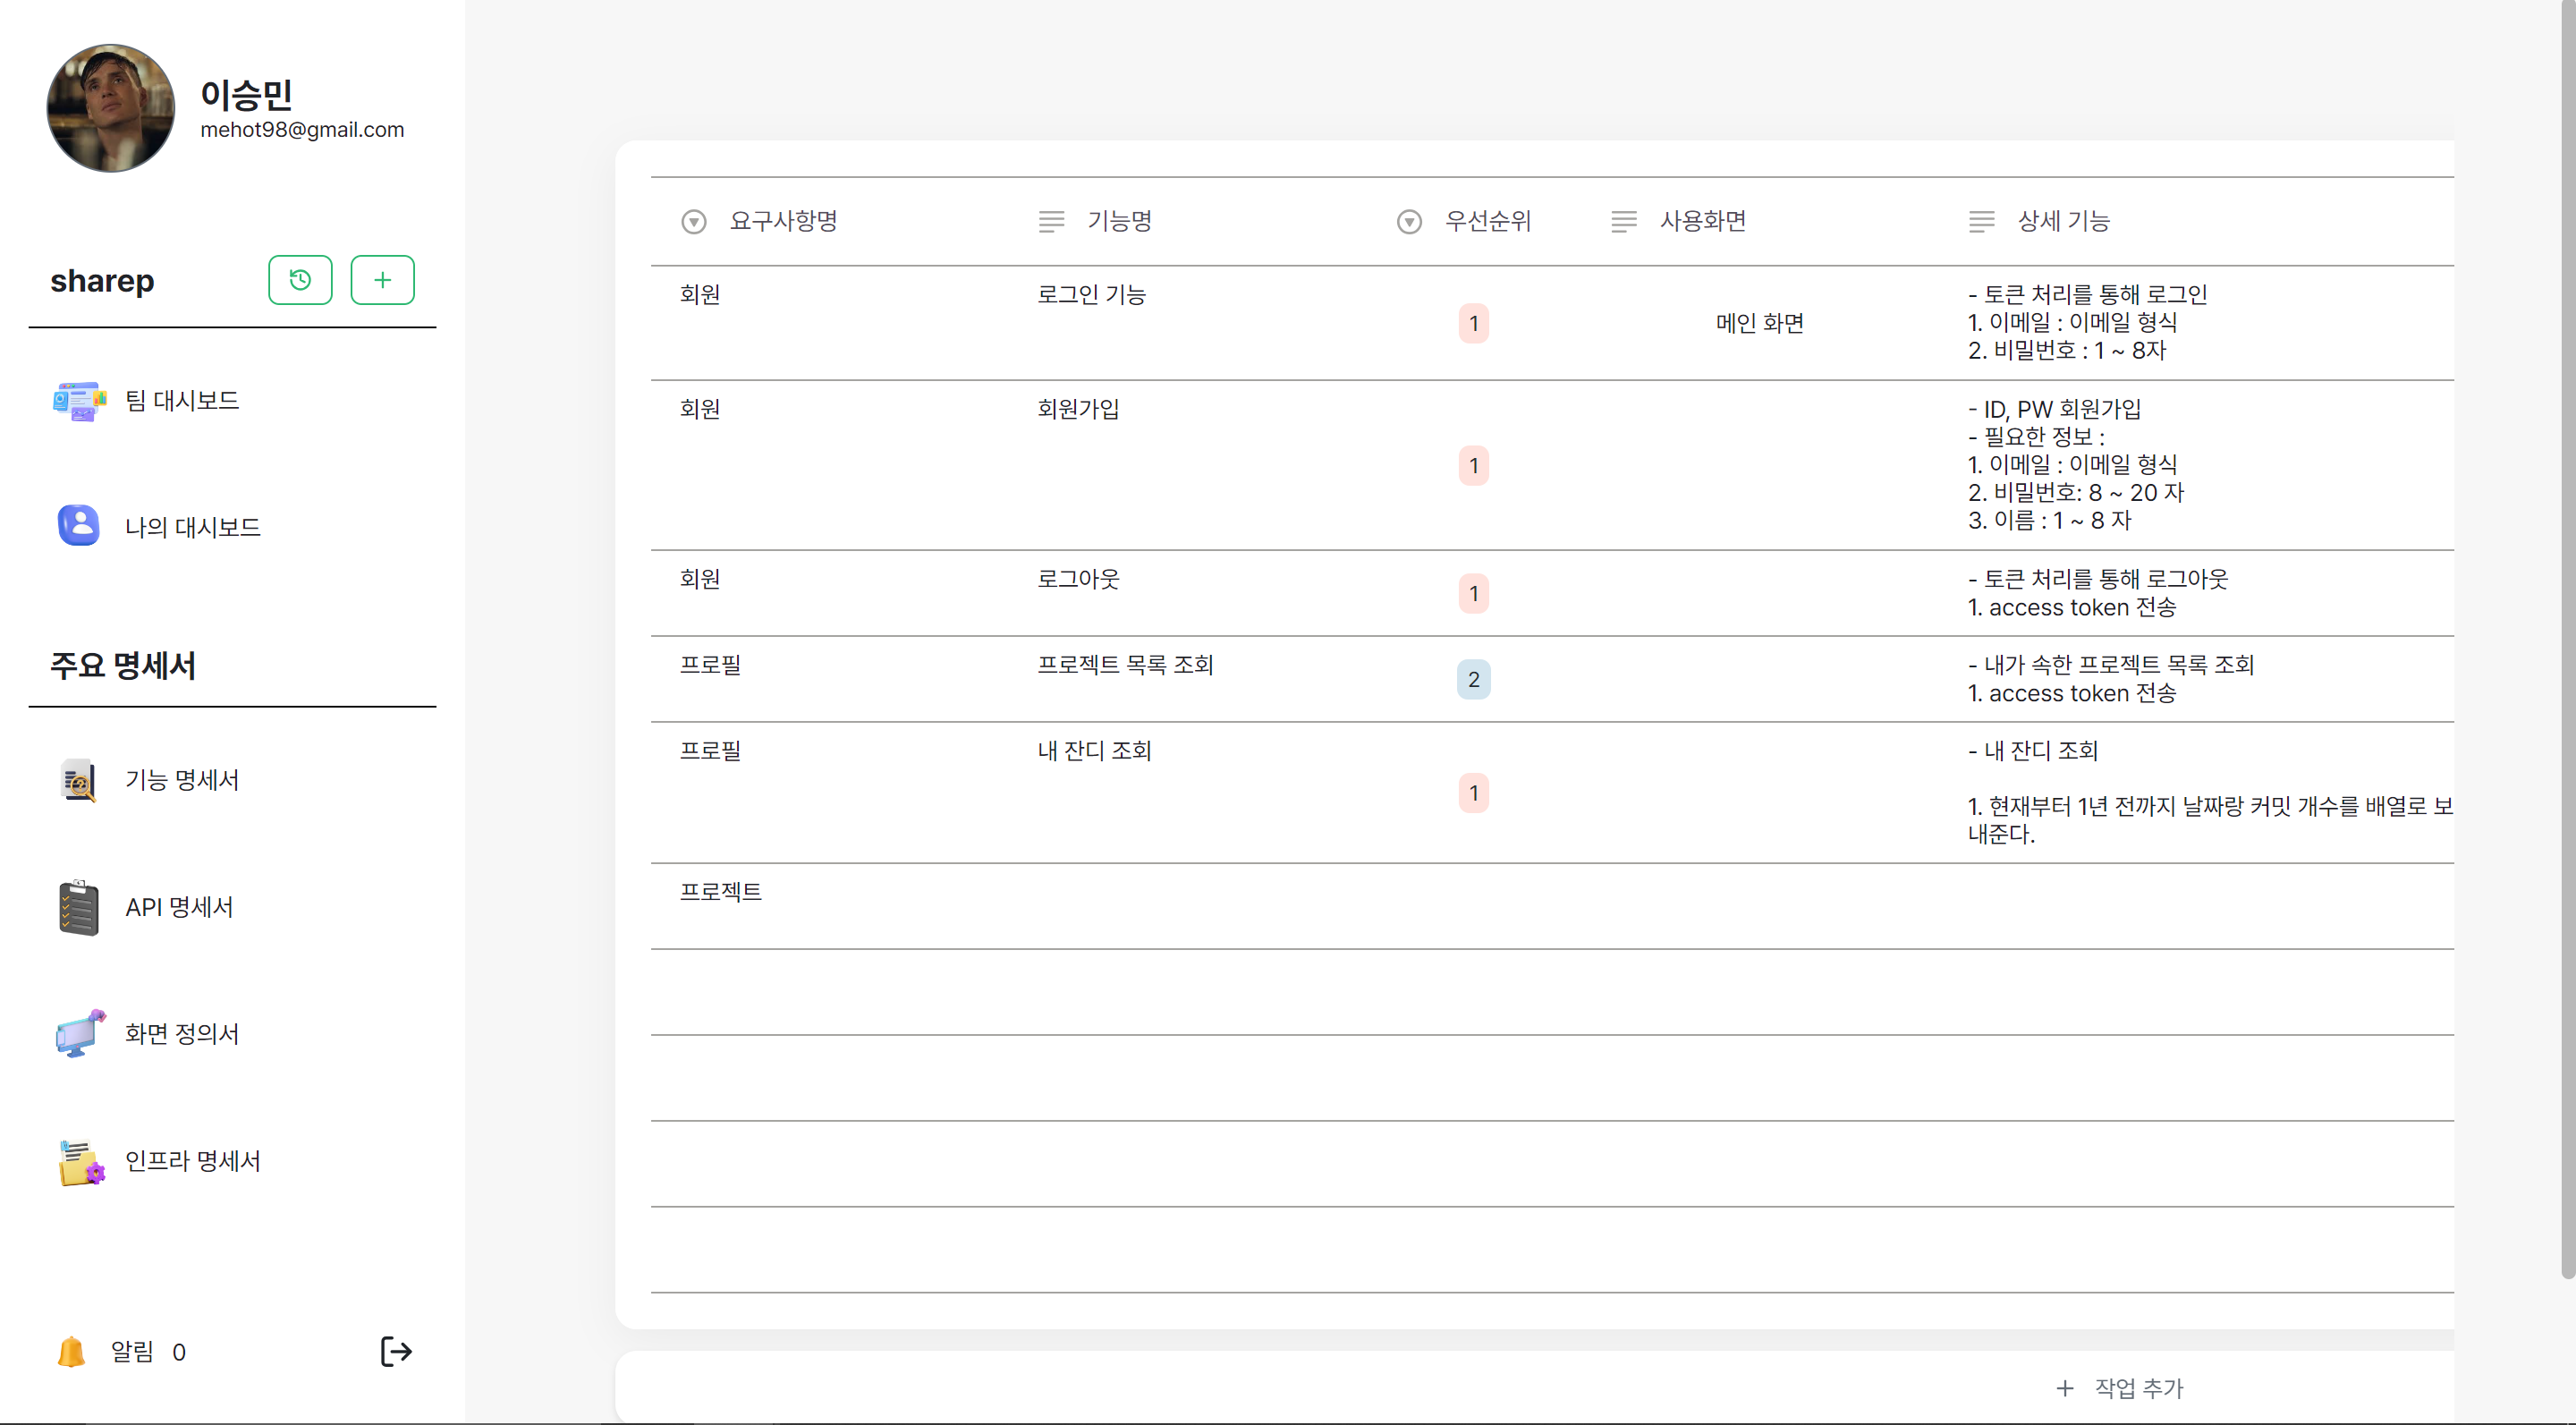 이승민
mehot98@gmail.com
sharep
팀 대시보드
나의 대시보드
주요 명세서
기능 명세서
API 명세서
화면 정의서
인프라 명세서
알림 0
요구사항명 기능명 우선순위 사용화면 상세 기능
회원 로그인 기능 1 메인 화면 - 토큰 처리를 통해 로그인
1. 이메일 : 이메일 형식
2. 비밀번호 : 1 ~ 8자
회원 회원가입 1 - ID, PW 회원가입
- 필요한 정보 :
1. 이메일 : 이메일 형식
2. 비밀번호: 8 ~ 20 자
3. 이름 : 1 ~ 8 자
회원 로그아웃 1 - 토큰 처리를 통해 로그아웃
1. access token 전송
프로필 프로젝트 목록 조회 2 - 내가 속한 프로젝트 목록 조회
1. access token 전송
프로필 내 잔디 조회 1 - 내 잔디 조회
1. 현재부터 1년 전까지 날짜랑 커밋 개수를 배열로 보
내준다.
프로젝트
+ 작업 추가